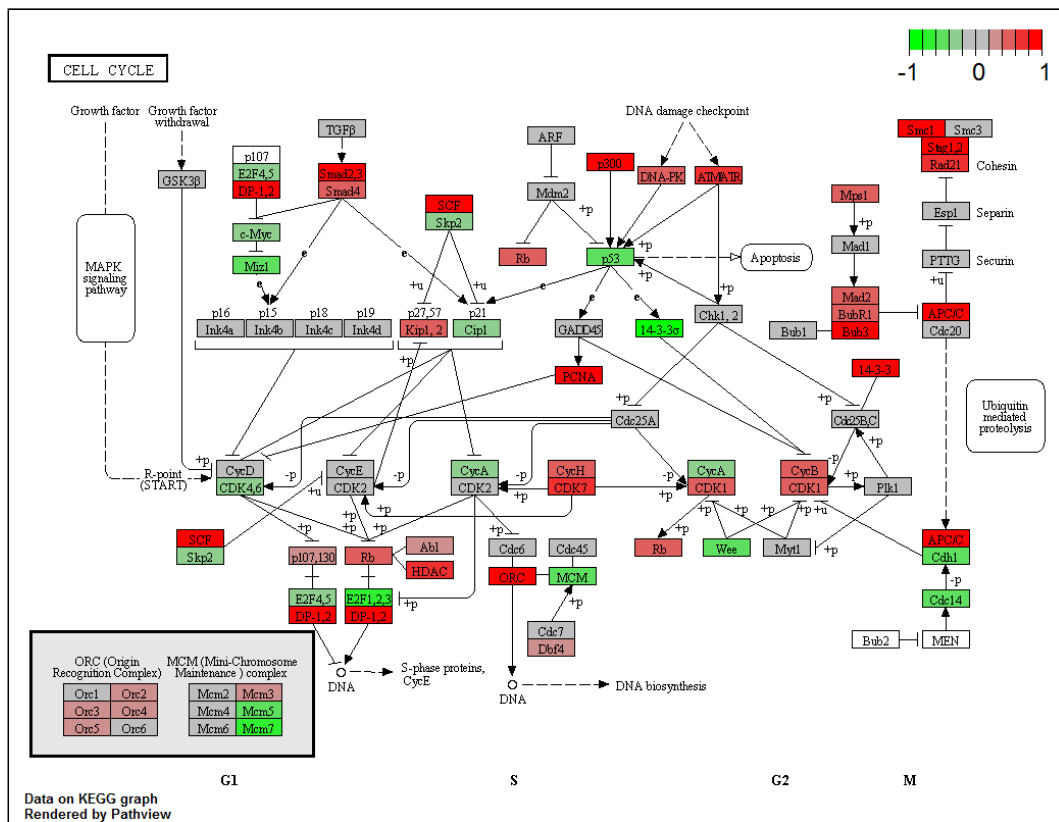 CELL CYCLE
-1 0 1
Growth factor
Growth factor
withdrawal
TGFβ
ARF
DNA damage checkpoint
Smc1 Smc3
Stag1,2
Rad21
Cohesin
p107
E2F4,5
DP-1,2
GSK3β
Smad2,3
Smad4
p300
DNA-PK
ATM/ATR
Mdm2
Mps1
+p
SCF
Skp2
Esp1
Separin
c-Myc
+p
Rb
+p
Mad1
Miz1
e
e
p53
+p
Apoptosis
PTTG
Securin
MAPK
signaling
pathway
e
e
+u
+u
e
e
+p
Mad2
BubR1
Bub3
Bub1
+u
APC/C
Cdc20
p16
Ink4a
p15
Ink4b
p18
Ink4c
p19
Ink4d
p27,57
Kip1, 2
p21
Cip1
GADD45
14-3-3σ
Chk1, 2
+p
PCNA
14-3-3
+p
Cdc25A
+p
Cdc25B,C
Ubiquitin
mediated
proteolysis
R-point
(START)
+p
CycD
CDK4,6
-p
CycE
CDK2
-p
+u
CycA
CDK2
-p
+p
CycH
CDK7
-p
+p
CycA
CDK1
CycB
CDK1
-p
-p
+p
+u
Plk1
+p
SCF
Skp2
+p
+p
+p
+p
+p
+p
+p
+p
+p
p107,130
Rb
Abl
HDAC
Cdc6
Cdc45
ORC
MCM
+p
Rb
Wee
Myt1
APC/C
Cdh1
-p
Cdc14
E2F4,5
DP-1,2
E2F1,2,3
DP-1,2
+p
Cdc7
Dbf4
Bub2
MEN
DNA
S-phase proteins,
CycE
DNA
DNA biosynthesis
ORC (Origin
Recognition Complex)
MCM (Mini-Chromosome
Maintenance ) complex
Orc1 Orc2
Orc3 Orc4
Orc5 Orc6
Mcm2 Mcm3
Mcm4 Mcm5
Mcm6 Mcm7
G1 S G2 M
Data on KEGG graph
Rendered by Pathview